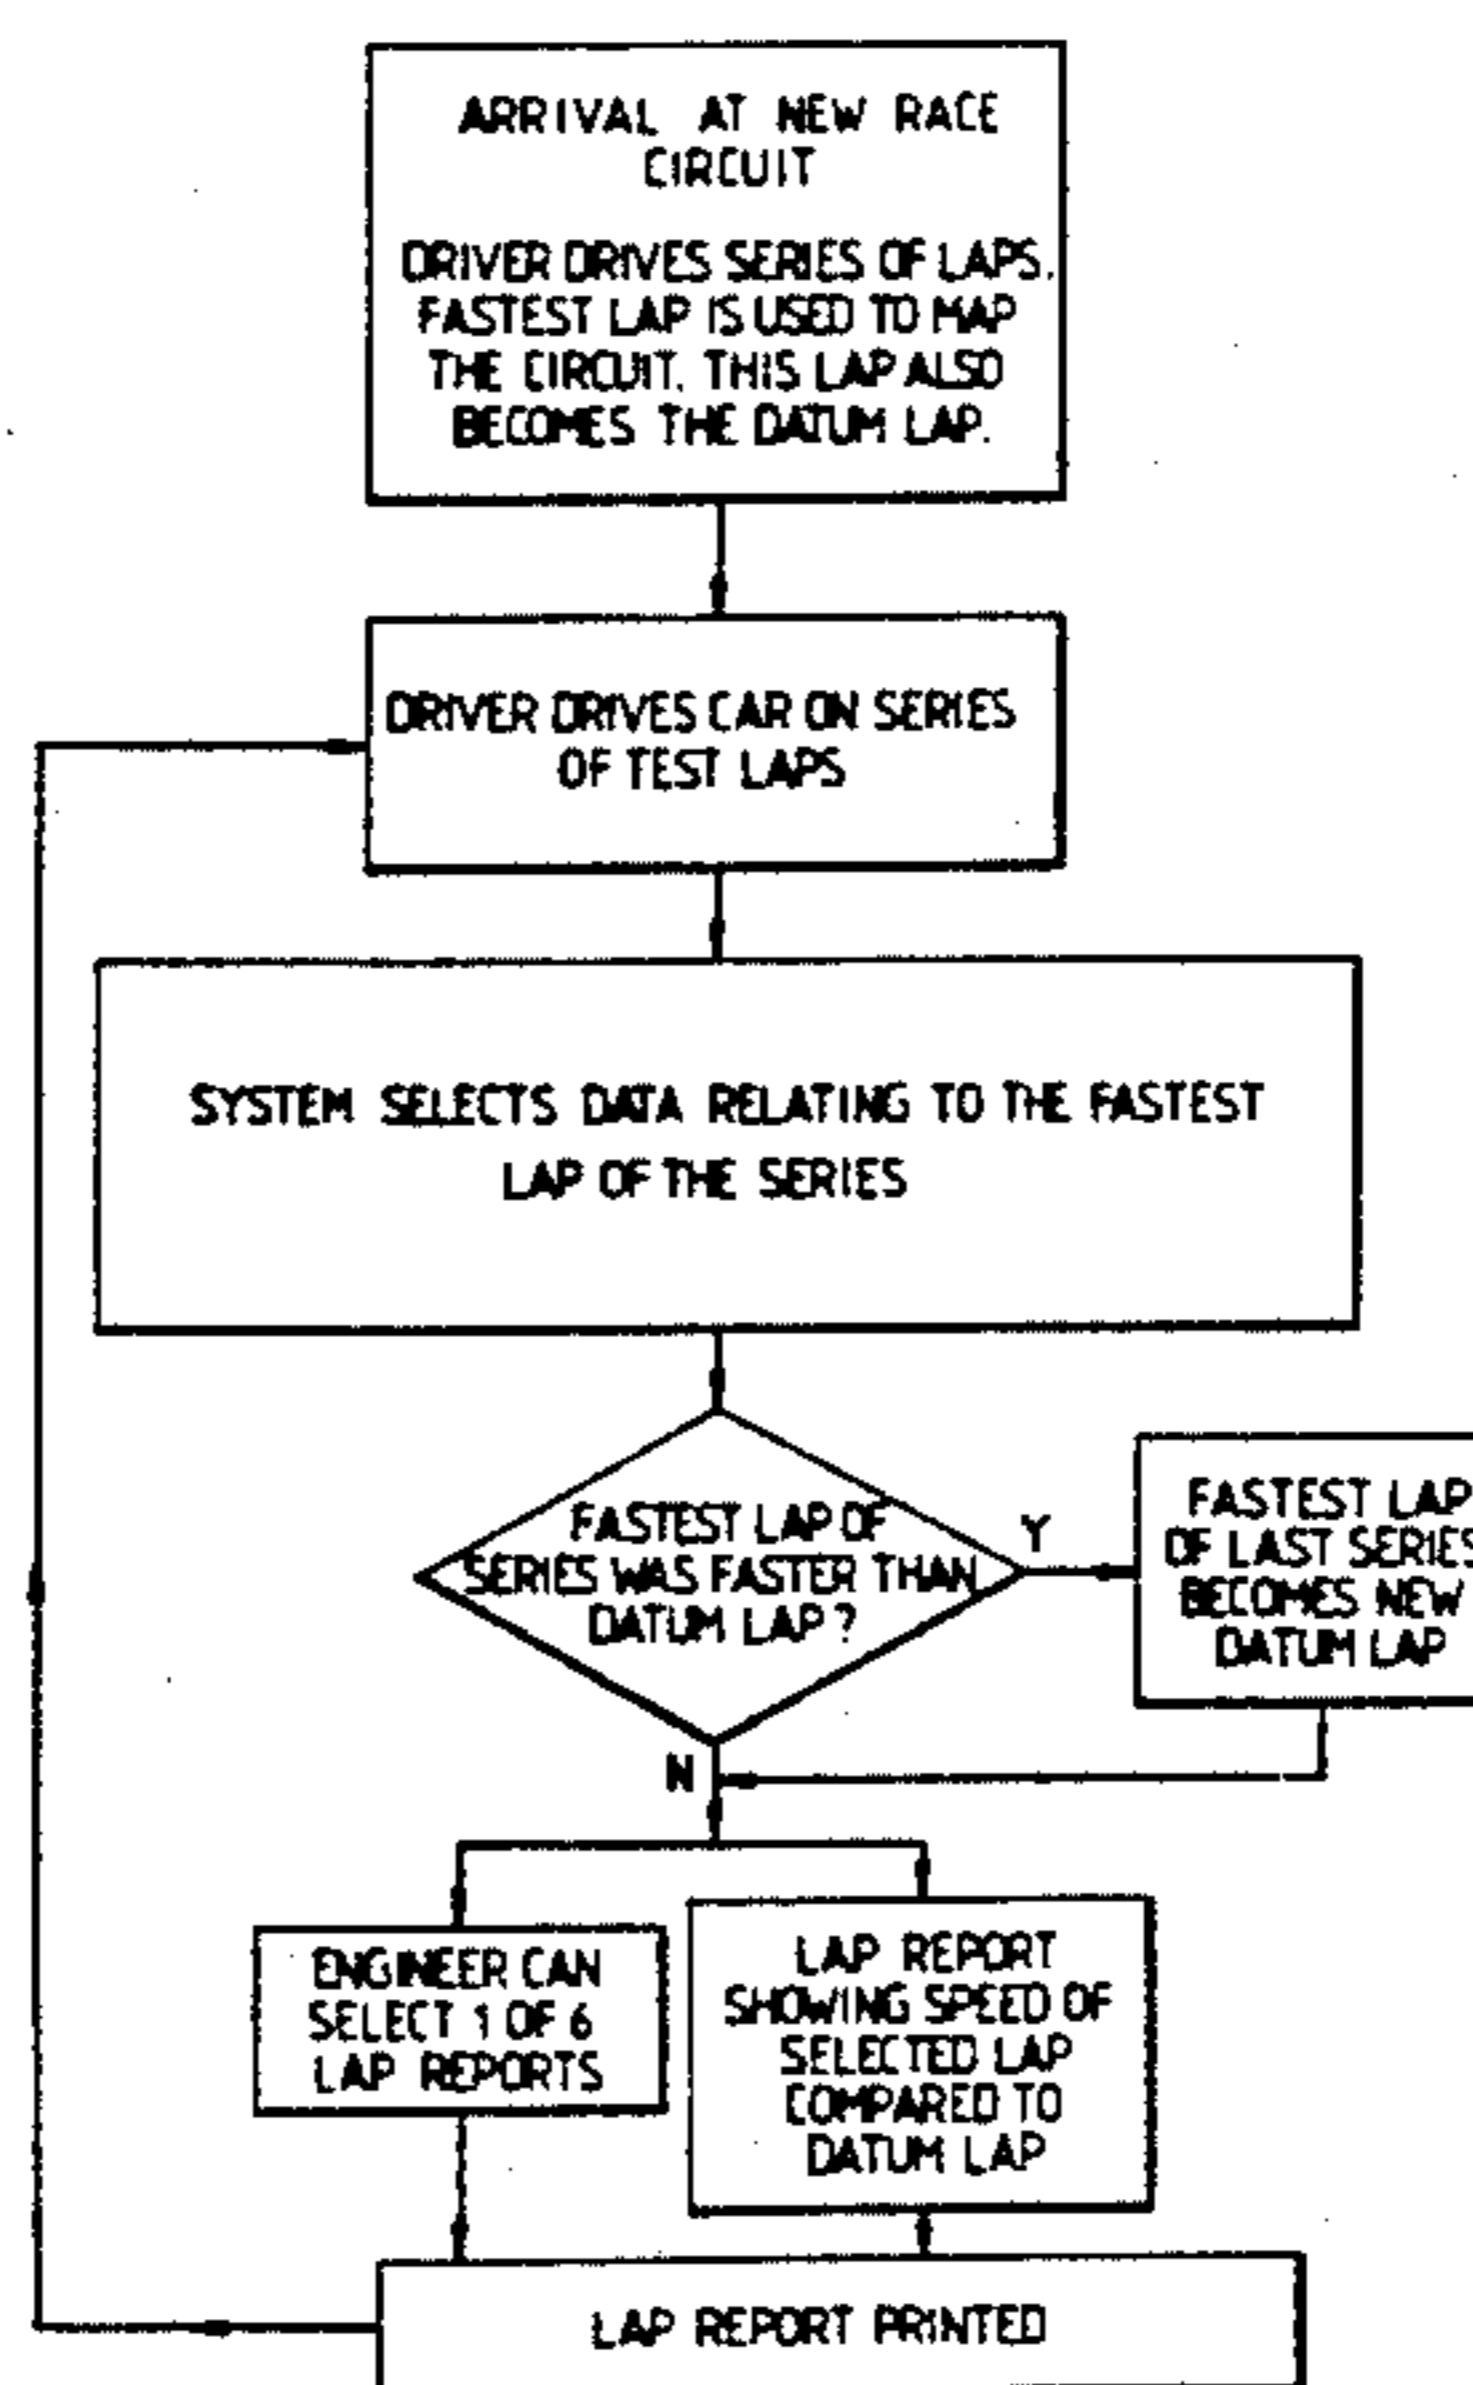 ARRIVAL AT NEW RACE
CIRCUIT
DRIVER DRIVES SERIES OF LAPS.
FASTEST LAP IS USED TO MAP
THE CIRCUIT. THIS LAP ALSO
BECOMES THE DATUM LAP.
DRIVER DRIVES CAR ON SERIES
OF TEST LAPS
SYSTEM SELECTS DATA RELATING TO THE FASTEST
LAP OF THE SERIES
FASTEST LAP OF
SERIES WAS FASTER THAN
DATUM LAP?
Y
FASTEST LAP
OF LAST SERIES
BECOMES NEW
DATUM LAP
N
ENGINEER CAN
SELECT 1 OF 6
LAP REPORTS
LAP REPORT
SHOWING SPEED OF
SELECTED LAP
COMPARED TO
DATUM LAP
LAP REPORT PRINTED